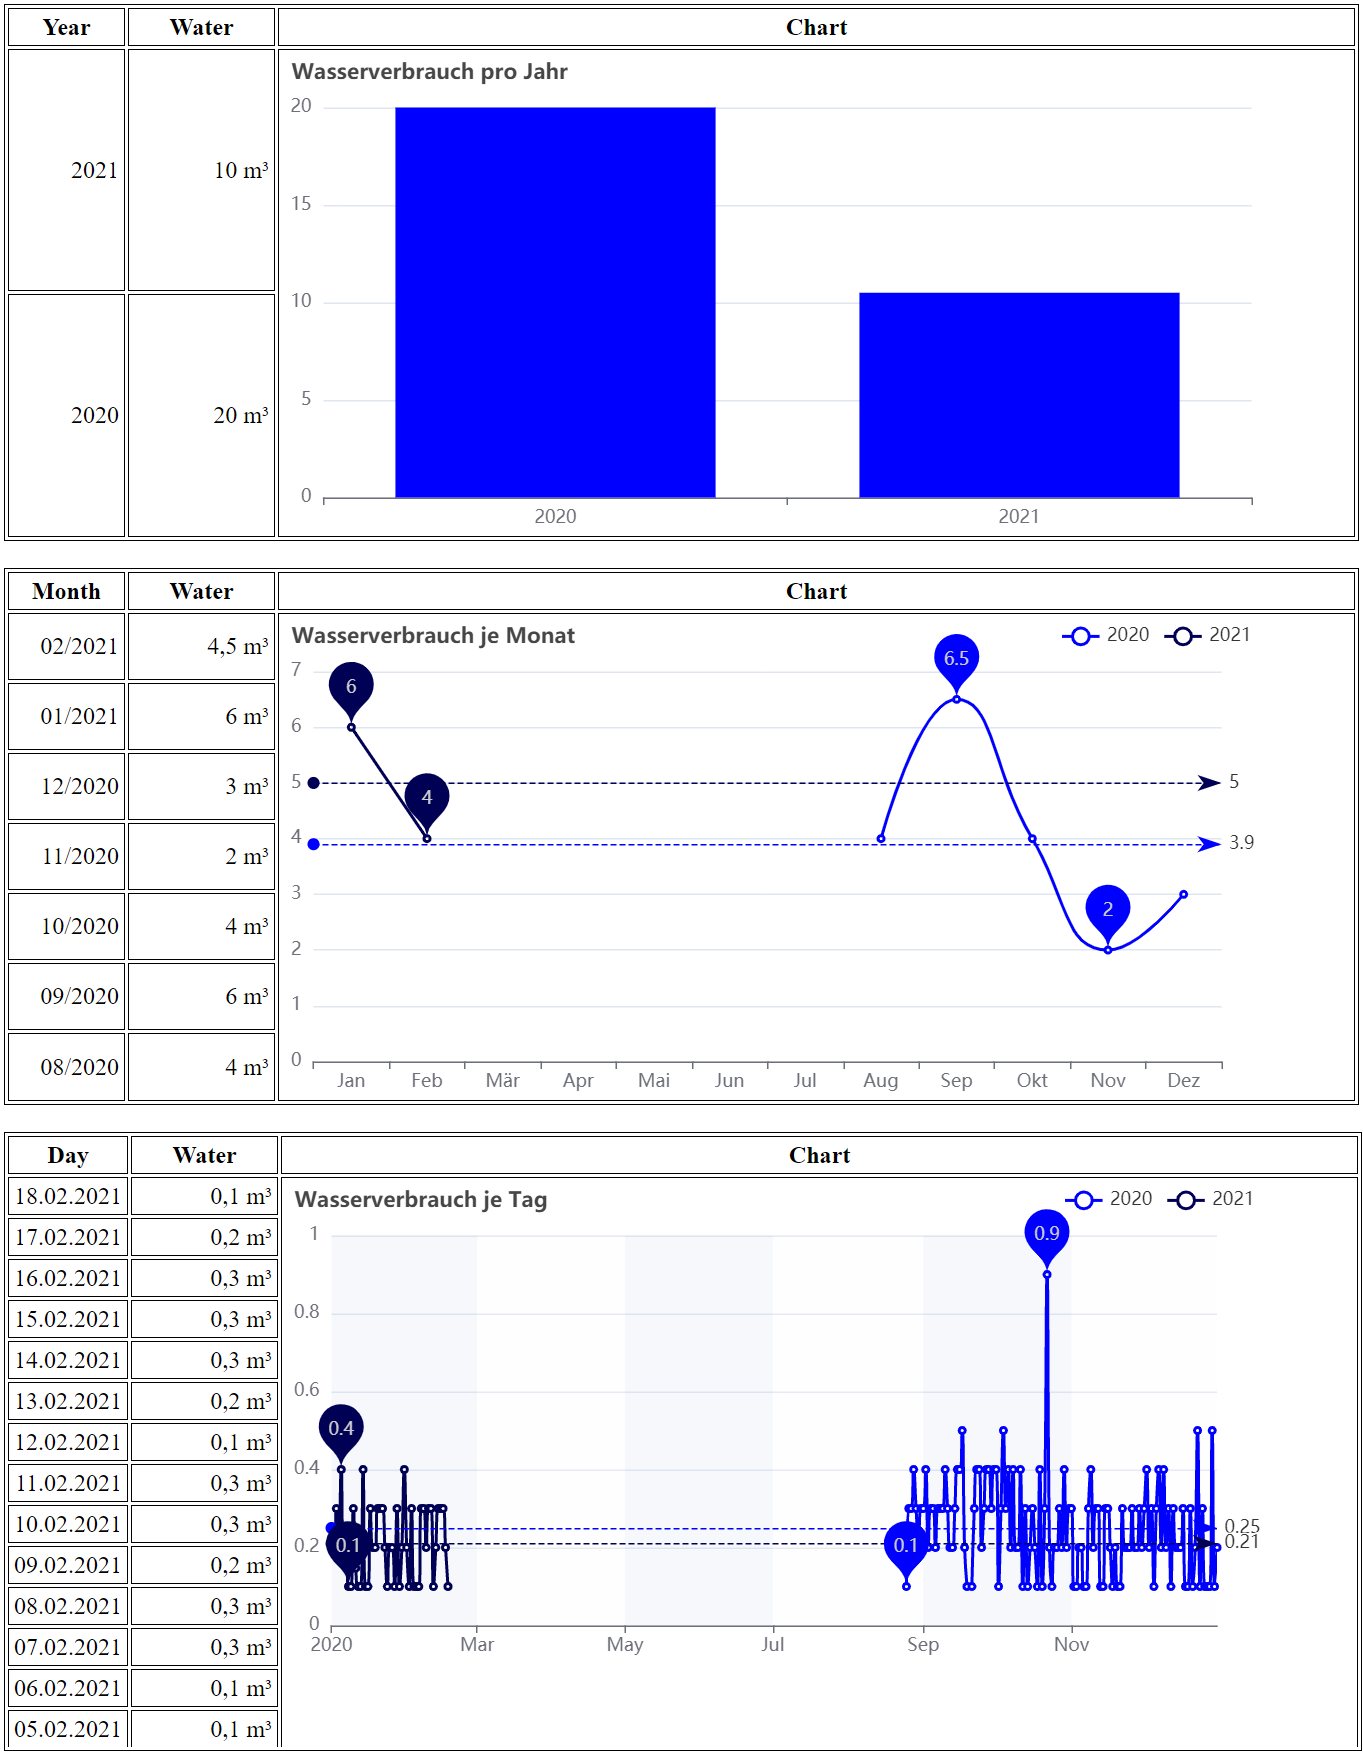 Year Water Chart
2021 10 m³
2020 20 m³
Wasserverbrauch pro Jahr
20
15
10
5
0
2020 2021
Month Water Chart
02/2021 4,5 m³
01/2021 6 m³
12/2020 3 m³
11/2020 2 m³
10/2020 4 m³
09/2020 6 m³
08/2020 4 m³
Wasserverbrauch je Monat
2020 2021
7
6
5
4
3
2
1
0
6
4
6.5
2
5
3.9
Jan Feb Mär Apr Mai Jun Jul Aug Sep Okt Nov Dez
Day Water Chart
18.02.2021 0,1 m³
17.02.2021 0,2 m³
16.02.2021 0,3 m³
15.02.2021 0,3 m³
14.02.2021 0,3 m³
13.02.2021 0,2 m³
12.02.2021 0,1 m³
11.02.2021 0,3 m³
10.02.2021 0,3 m³
09.02.2021 0,2 m³
08.02.2021 0,3 m³
07.02.2021 0,3 m³
06.02.2021 0,1 m³
05.02.2021 0,1 m³
Wasserverbrauch je Tag
2020 2021
1
0.8
0.6
0.4
0.2
0
0.9
0.4
0.1
0.1
0.25
0.21
2020 Mar May Jul Sep Nov